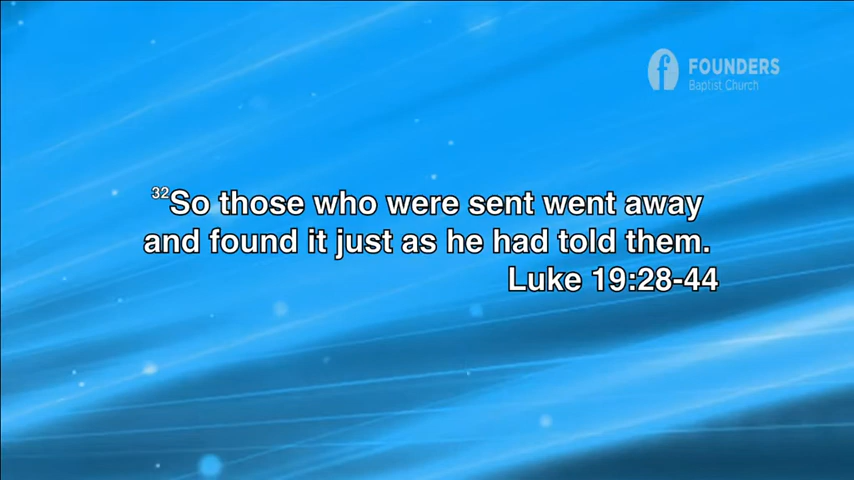 FOUNDERS
Baptist Church
32So those who were sent went away
and found it just as he had told them.
Luke 19:28-44